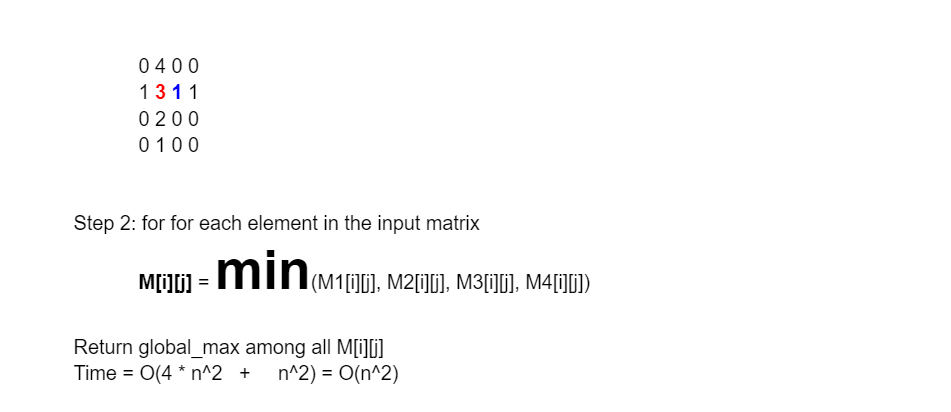 0 4 0 0
1 3 1 1
0 2 0 0
0 1 0 0
Step 2: for for each element in the input matrix
M[i][j] = min(M1[i][j], M2[i][j], M3[i][j], M4[i][j])
Return global_max among all M[i][j]
Time = O(4 * n^2 + n^2) = O(n^2)